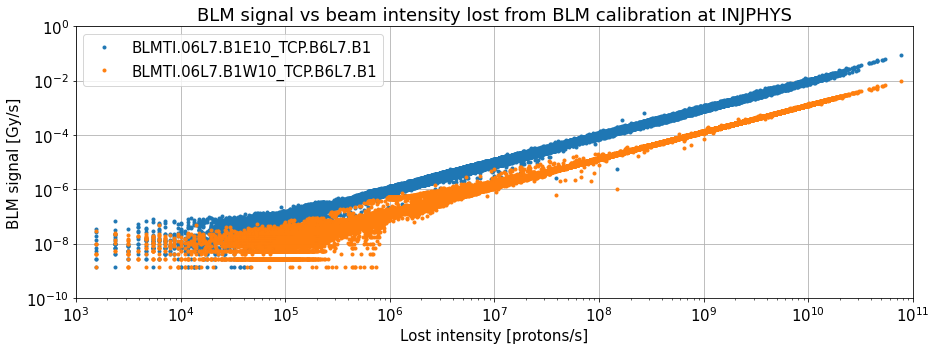 BLM signal vs beam intensity lost from BLM calibration at INJPHYS
BLMTI.06L7.B1E10_TCP.B6L7.B1
BLMTI.06L7.B1W10_TCP.B6L7.B1
BLM signal [Gy/s]
10^0
10^-2
10^-4
10^-6
10^-8
10^-10
10^3 10^4 10^5 10^6 10^7 10^8 10^9 10^10 10^11
Lost intensity [protons/s]